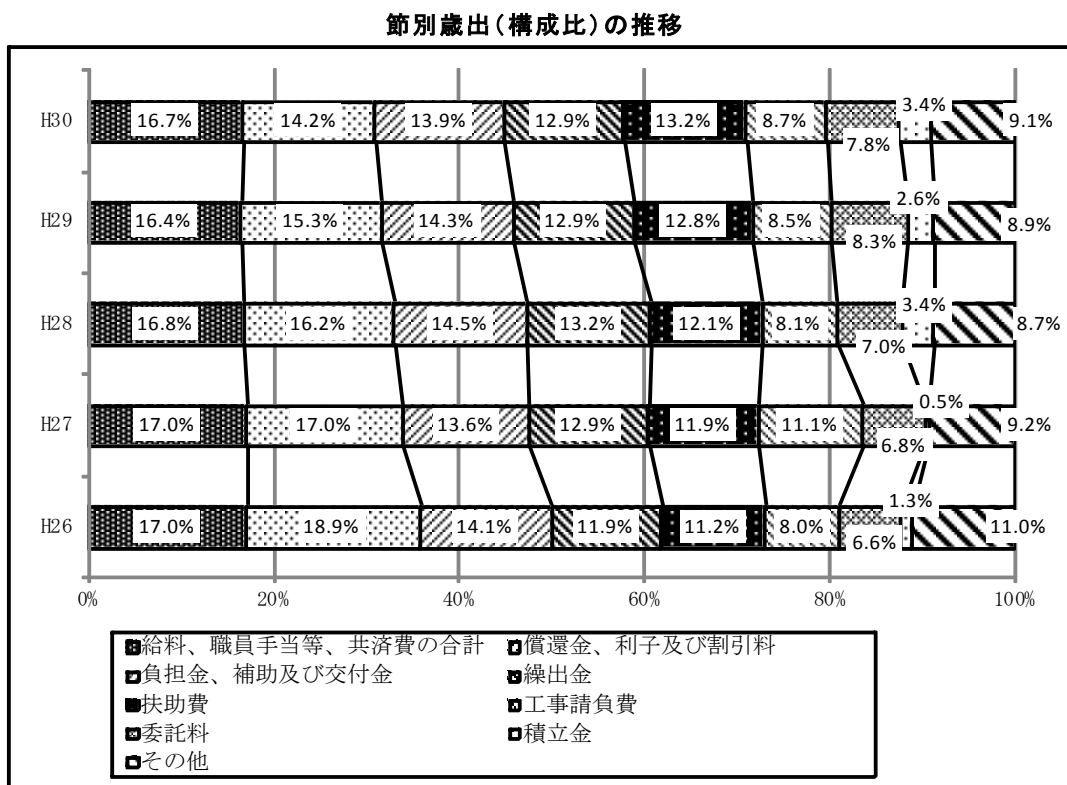 節別歳出(構成比)の推移
H30 16.7% 14.2% 13.9% 12.9% 13.2% 8.7% 7.8% 3.4% 9.1%
H29 16.4% 15.3% 14.3% 12.9% 12.8% 8.5% 8.3% 2.6% 8.9%
H28 16.8% 16.2% 14.5% 13.2% 12.1% 8.1% 7.0% 3.4% 8.7%
H27 17.0% 17.0% 13.6% 12.9% 11.9% 11.1% 6.8% 0.5% 9.2%
H26 17.0% 18.9% 14.1% 11.9% 11.2% 8.0% 6.6% 1.3% 11.0%
0% 20% 40% 60% 80% 100%
給料、職員手当等、共済費の合計 償還金、利子及び割引料
負担金、補助及び交付金 繰出金
扶助費 工事請負費
委託料 積立金
その他